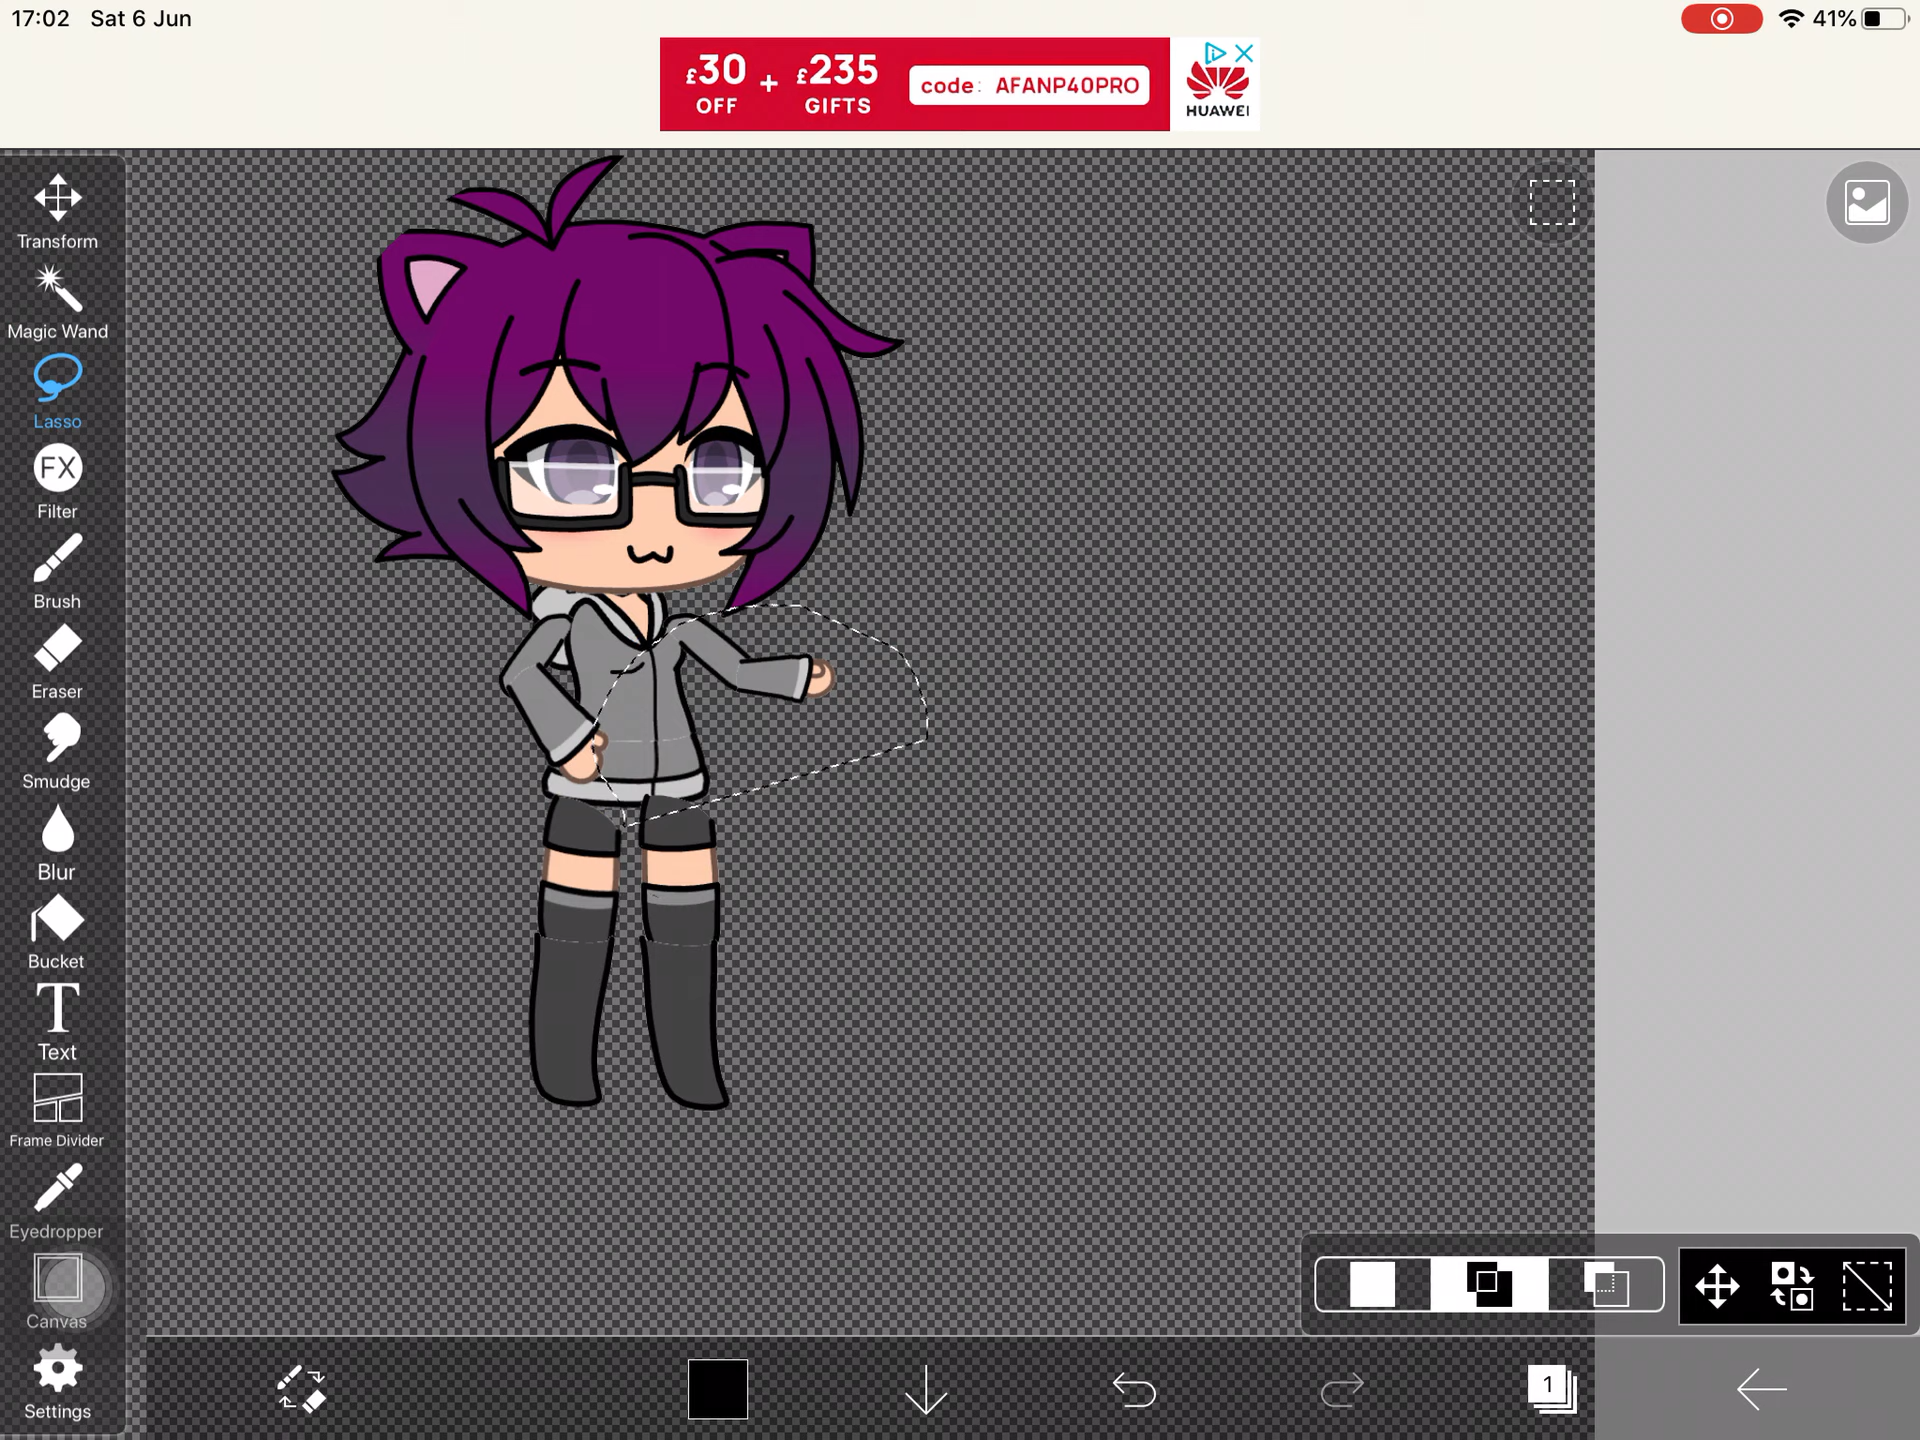 17:02 Sat 6 Jun
41%
£30 + £235
OFF GIFTS
code: AFANP40PRO
HUAWEI
Transform
Magic Wand
Lasso
FX
Filter
Brush
Eraser
Smudge
Blur
Bucket
T
Text
Frame Divider
Eyedropper
Canvas
Settings
1